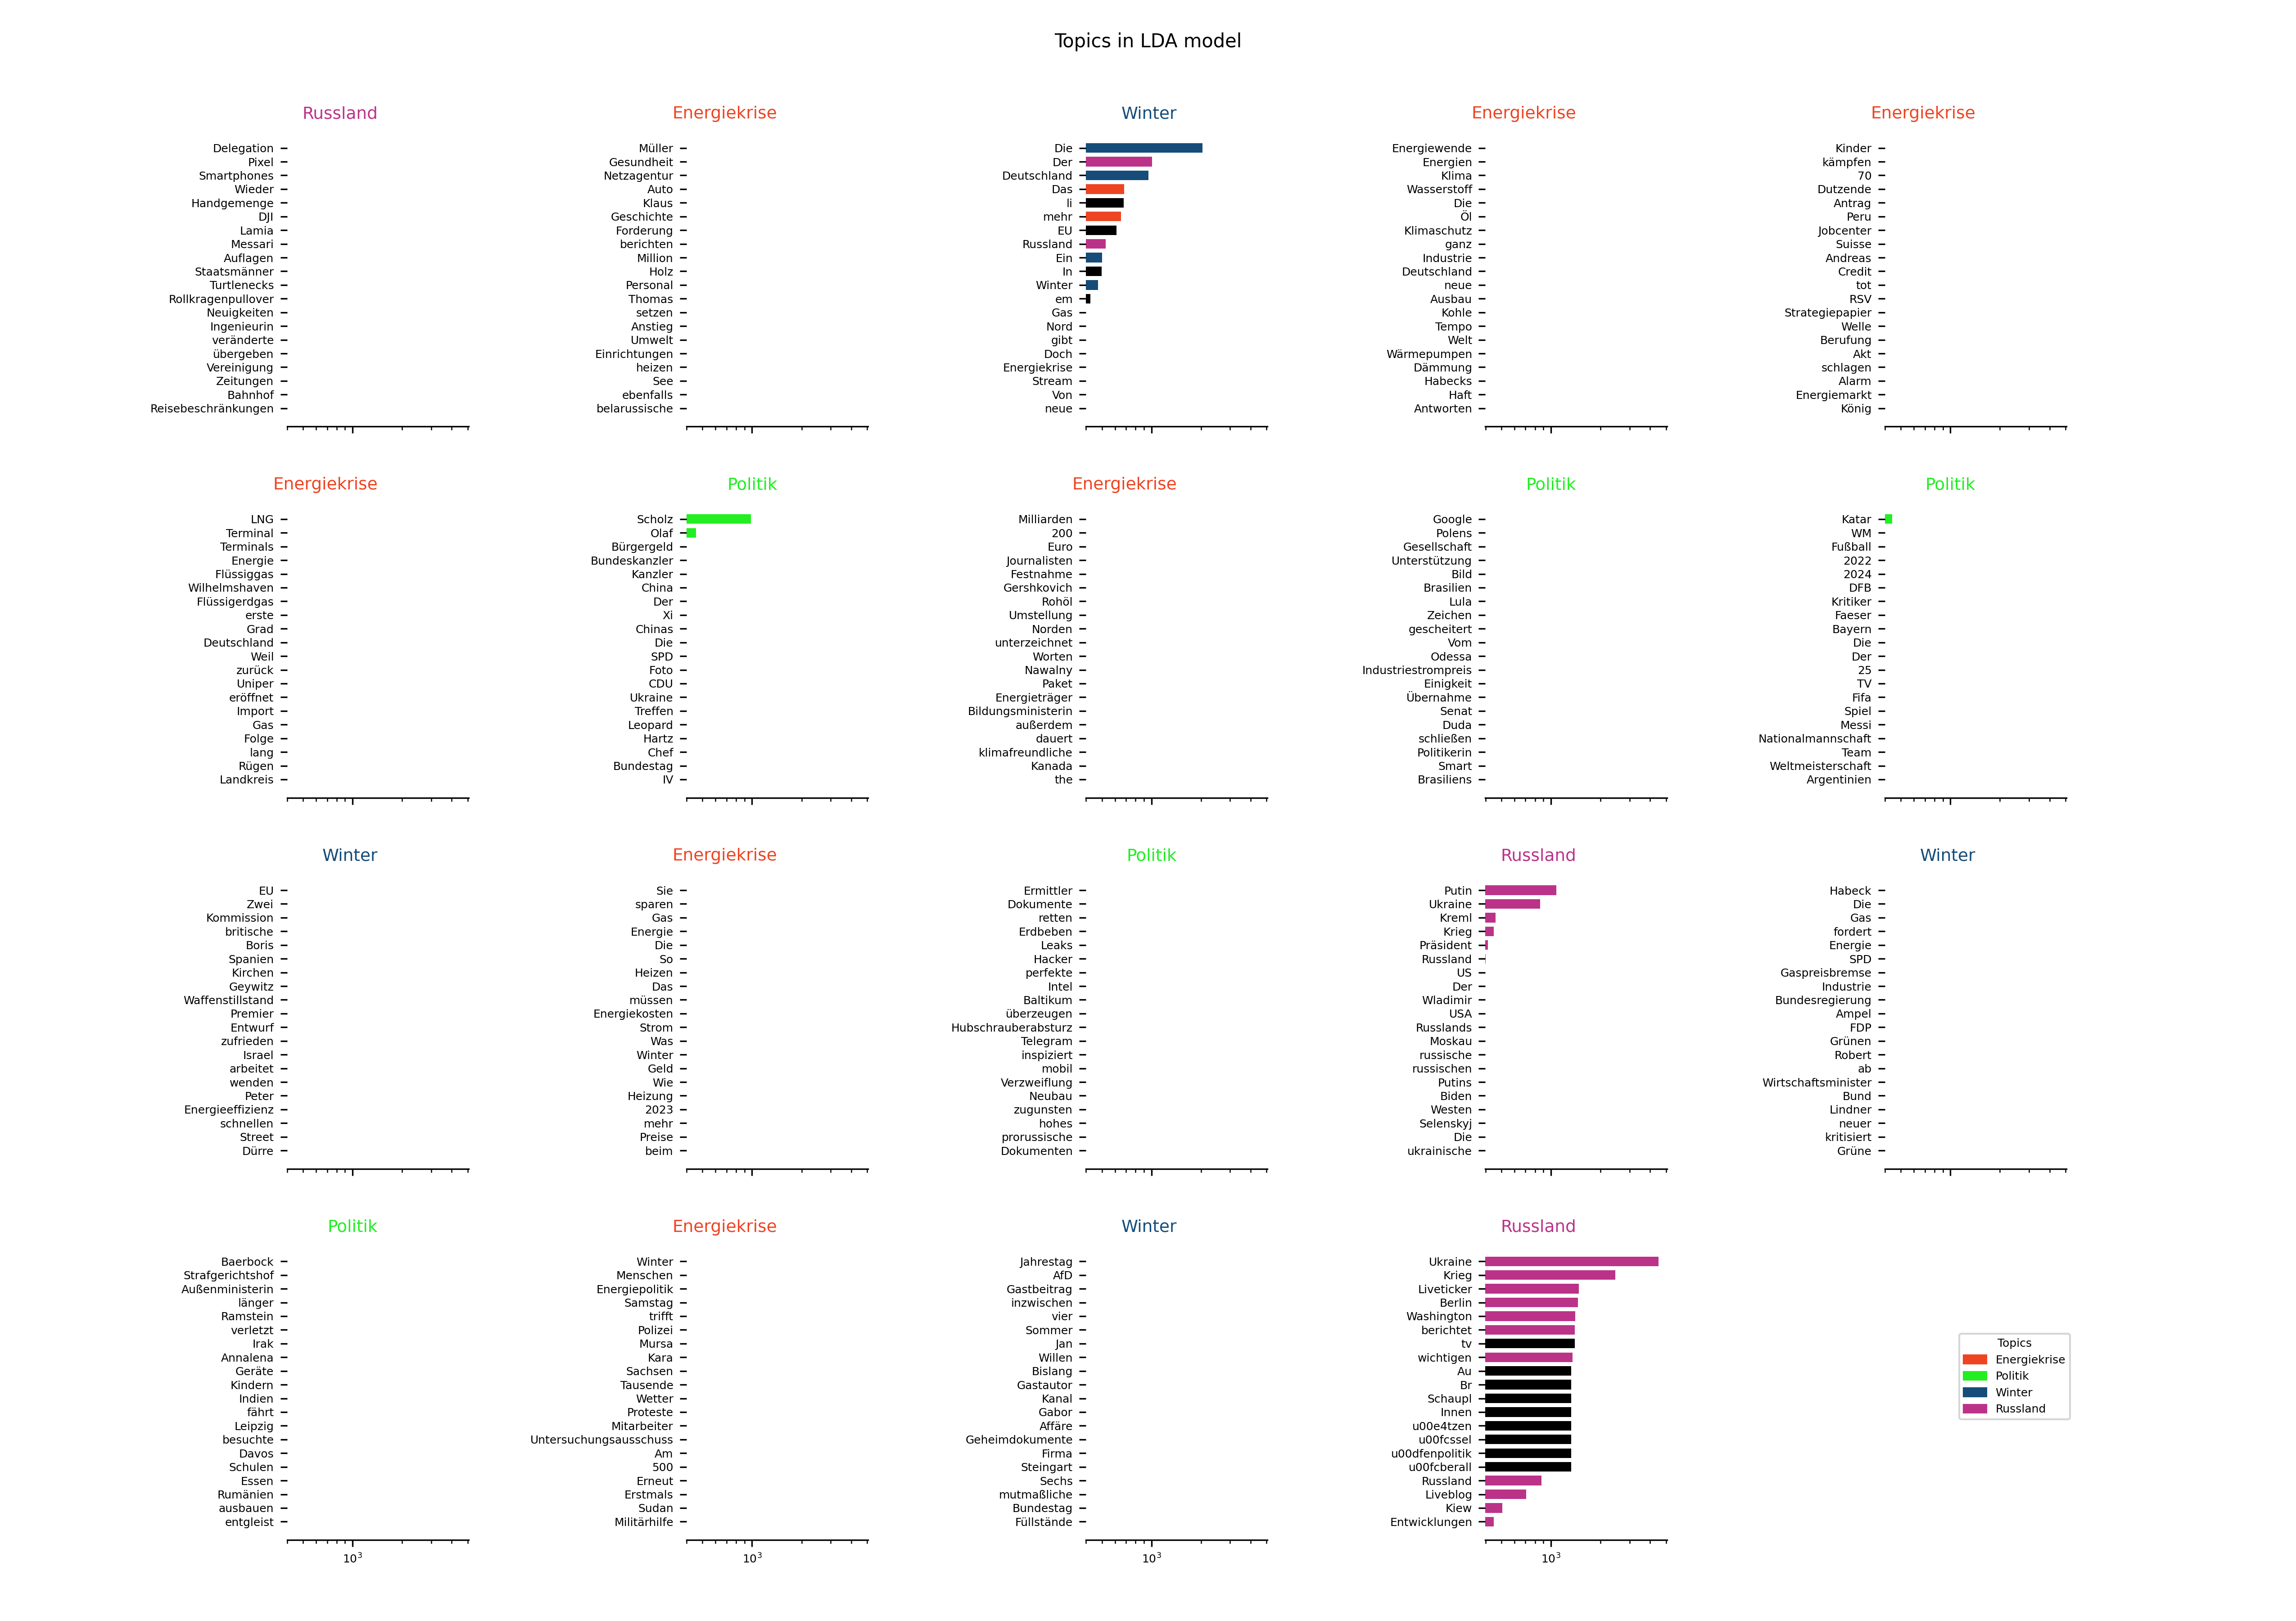 Topics in LDA model
Russland
Delegation
Pixel
Smartphones
Wieder
Handgemenge
DJI
Lamia
Messari
Auflagen
Staatsmänner
Turtlenecks
Rollkragenpullover
Neuigkeiten
Ingenieurin
veränderte
übergeben
Vereinigung
Zeitungen
Bahnhof
Reisebeschränkungen
Energiekrise
Müller
Gesundheit
Netzagentur
Auto
Klaus
Geschichte
Forderung
berichten
Million
Holz
Personal
Thomas
setzen
Anstieg
Umwelt
Einrichtungen
heizen
See
ebenfalls
belarussische
Winter
Die
Der
Deutschland
Das
li
mehr
EU
Russland
Ein
In
Winter
em
Gas
Nord
gibt
Doch
Energiekrise
Stream
Von
neue
Energiekrise
Energiewende
Energien
Klima
Wasserstoff
Die
Öl
Klimaschutz
ganz
Industrie
Deutschland
neue
Ausbau
Kohle
Tempo
Welt
Wärmepumpen
Dämmung
Habecks
Haft
Antworten
Energiekrise
Kinder
kämpfen
70
Dutzende
Antrag
Peru
Jobcenter
Suisse
Andreas
Credit
tot
RSV
Strategiepapier
Welle
Berufung
Akt
schlagen
Alarm
Energiemarkt
König
Energiekrise
LNG
Terminal
Terminals
Energie
Flüssiggas
Wilhelmshaven
Flüssigerdgas
erste
Grad
Deutschland
Weil
zurück
Uniper
eröffnet
Import
Gas
Folge
lang
Rügen
Landkreis
Politik
Scholz
Olaf
Bürgergeld
Bundeskanzler
Kanzler
China
Der
Xi
Chinas
Die
SPD
Foto
CDU
Ukraine
Treffen
Leopard
Hartz
Chef
Bundestag
IV
Energiekrise
Milliarden
200
Euro
Journalisten
Festnahme
Gershkovich
Rohöl
Umstellung
Norden
unterzeichnet
Worten
Nawalny
Paket
Energieträger
Bildungsministerin
außerdem
dauert
klimafreundliche
Kanada
the
Politik
Google
Polens
Gesellschaft
Unterstützung
Bild
Brasilien
Lula
Zeichen
gescheitert
Vom
Odessa
Industriestrompreis
Einigkeit
Übernahme
Senat
Duda
schließen
Politikerin
Smart
Brasiliens
Politik
Katar
WM
Fußball
2022
2024
DFB
Kritiker
Faeser
Bayern
Die
Der
25
TV
Fifa
Spiel
Messi
Nationalmannschaft
Team
Weltmeisterschaft
Argentinien
Winter
EU
Zwei
Kommission
britische
Boris
Spanien
Kirchen
Geywitz
Waffenstillstand
Premier
Entwurf
zufrieden
Israel
arbeitet
wenden
Peter
Energieeffizienz
schnellen
Street
Dürre
Energiekrise
Sie
sparen
Gas
Energie
Die
So
Heizen
Das
müssen
Energiekosten
Strom
Was
Winter
Geld
Wie
Heizung
2023
mehr
Preise
beim
Politik
Ermittler
Dokumente
retten
Erdbeben
Leaks
Hacker
perfekte
Intel
Baltikum
überzeugen
Hubschrauberabsturz
Telegram
inspiziert
mobil
Verzweiflung
Neubau
zugunsten
hohes
prorussische
Dokumenten
Russland
Putin
Ukraine
Kreml
Krieg
Präsident
Russland
US
Der
Wladimir
USA
Russlands
Moskau
russische
russischen
Putins
Biden
Westen
Selenskyj
Die
ukrainische
Winter
Habeck
Die
Gas
fordert
Energie
SPD
Gaspreisbremse
Industrie
Bundesregierung
Ampel
FDP
Grünen
Robert
ab
Wirtschaftsminister
Bund
Lindner
neuer
kritisiert
Grüne
Politik
Baerbock
Strafgerichtshof
Außenministerin
länger
Ramstein
verletzt
Irak
Annalena
Geräte
Kindern
Indien
fährt
Leipzig
besuchte
Davos
Schulen
Essen
Rumänien
ausbauen
entgleist
10³
Energiekrise
Winter
Menschen
Energiepolitik
Samstag
trifft
Polizei
Mursa
Kara
Sachsen
Tausende
Wetter
Proteste
Mitarbeiter
Untersuchungsausschuss
Am
500
Erneut
Erstmals
Sudan
Militärhilfe
10³
Winter
Jahrestag
AfD
Gastbeitrag
inzwischen
vier
Sommer
Jan
Willen
Bislang
Gastautor
Kanal
Gabor
Affäre
Geheimdokumente
Firma
Steingart
Sechs
mutmaßliche
Bundestag
Füllstände
10³
Russland
Ukraine
Krieg
Liveticker
Berlin
Washington
berichtet
tv
wichtigen
Au
Br
Schaupl
Innen
u00e4tzen
u00fcssel
u00dfenpolitik
u00fcberall
Russland
Liveblog
Kiew
Entwicklungen
10³
Topics
Energiekrise
Politik
Winter
Russland